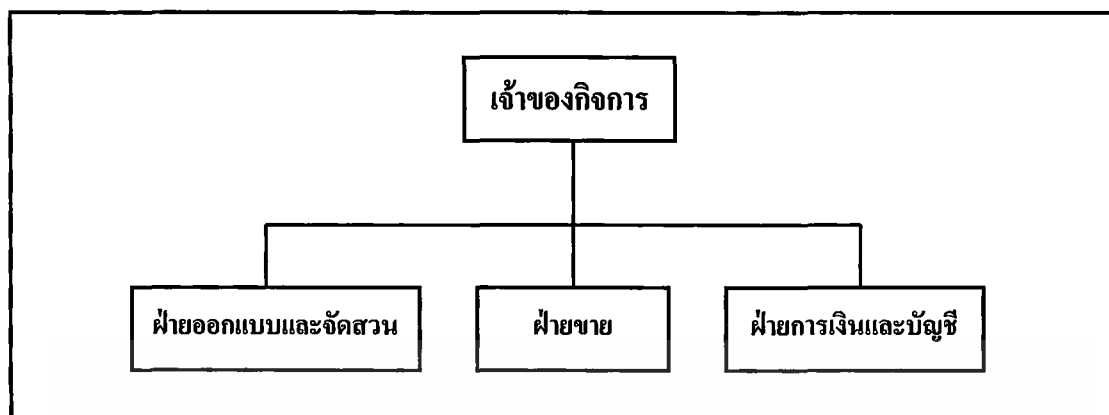 เจ้าของกิจการ
ฝ่ายออกแบบและจัดสวน
ฝ่ายขาย
ฝ่ายการเงินและบัญชี